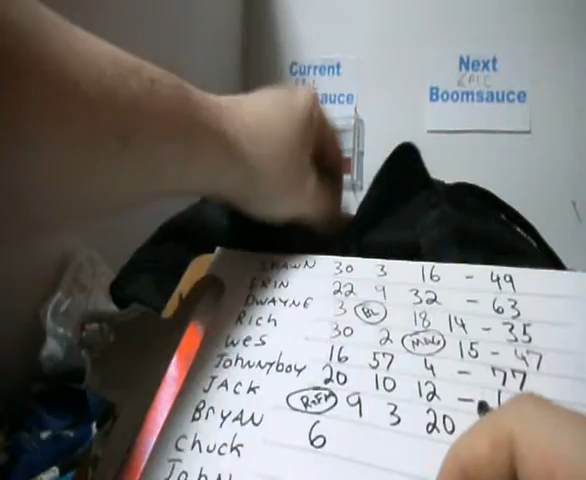 Current
auce
Next
Boomsauce
SHAWN 30 3 16 - 49
ERIN 22 9 32 - 63
DWAYNE 3 BL 18 14 - 35
Rich 30 2 15 - 47
Wes 16 57 4 - 77
Johnnyboy 20 10 12 -
JACK 9 3 20
BRYAN 6
Chuck
John